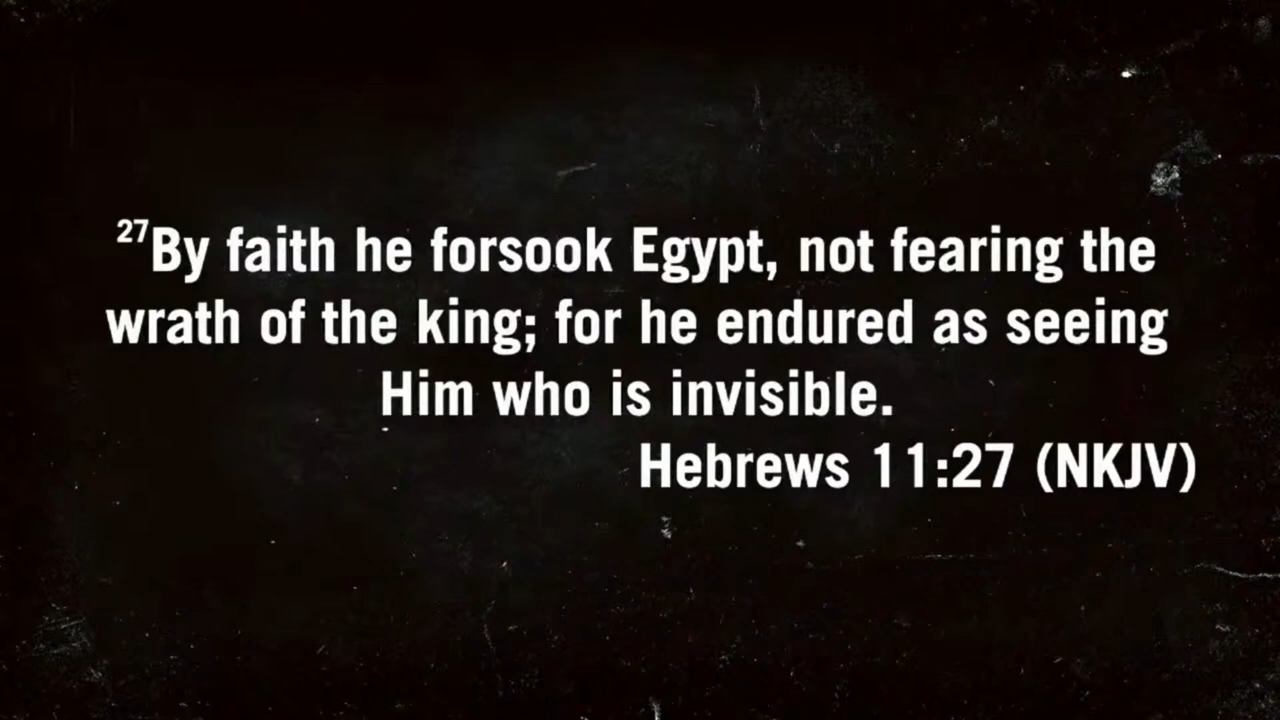 27By faith he forsook Egypt, not fearing the
wrath of the king; for he endured as seeing
Him who is invisible.
Hebrews 11:27 (NKJV)